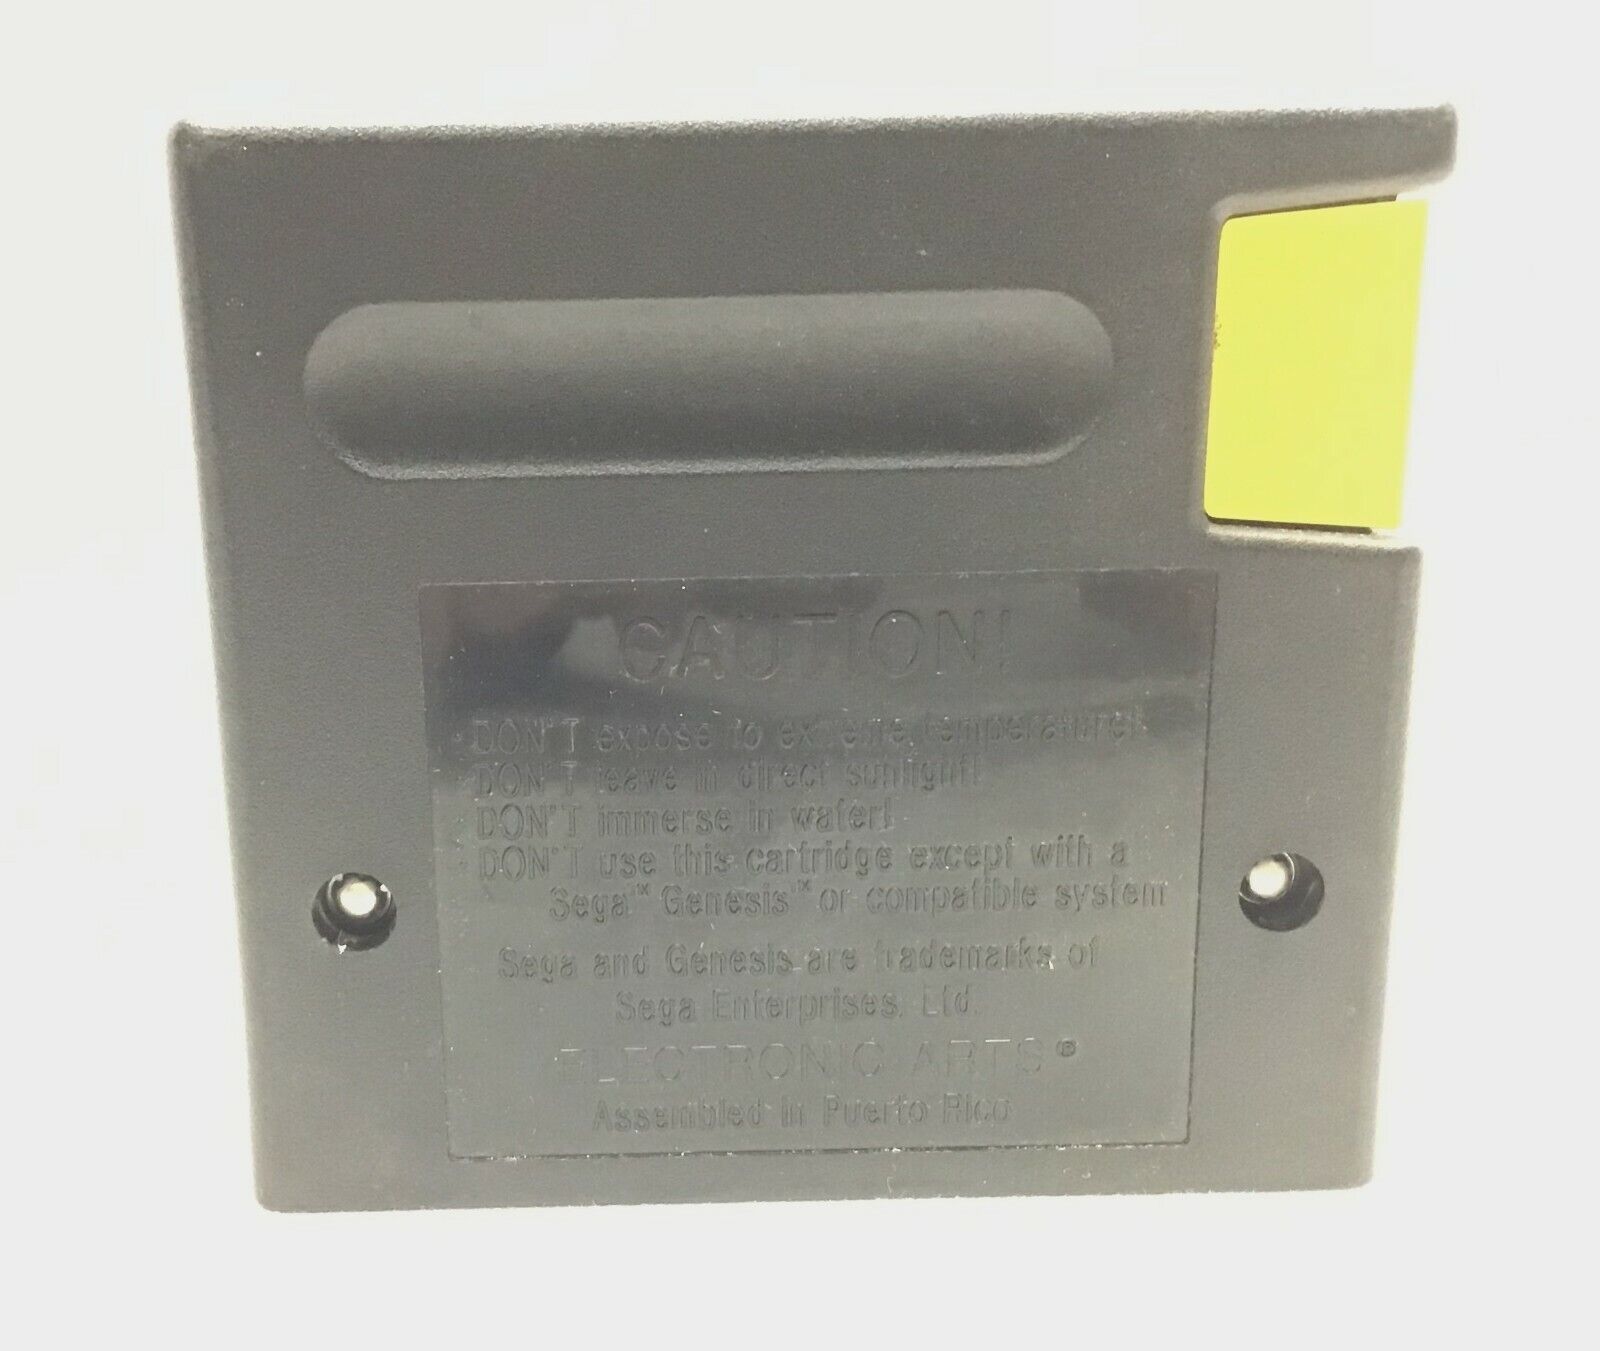 CAUTION!
· DON'T expose to extreme temperature!
· DON'T leave in direct sunlight!
· DON'T immerse in water!
· DON'T use this cartridge except with a
Sega™ Genesis™ or compatible system
Sega and Genesis are trademarks of
Sega Enterprises, Ltd.
ELECTRONIC ARTS®
Assembled in Puerto Rico